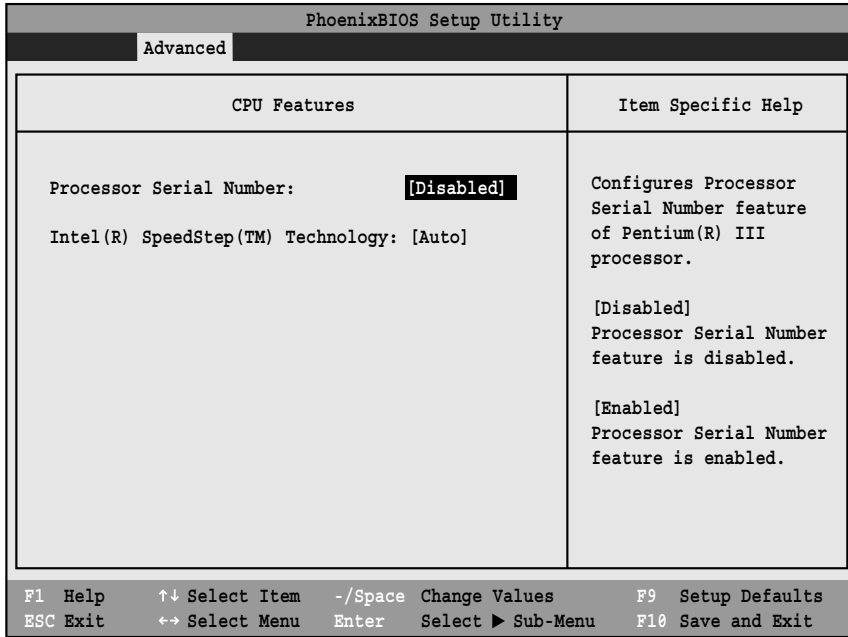 PhoenixBIOS Setup Utility
Advanced
CPU Features
Processor Serial Number: [Disabled]
Intel(R) SpeedStep(TM) Technology: [Auto]
Item Specific Help
Configures Processor
Serial Number feature
of Pentium(R) III
processor.
[Disabled]
Processor Serial Number
feature is disabled.
[Enabled]
Processor Serial Number
feature is enabled.
F1 Help ↑↓ Select Item -/Space Change Values F9 Setup Defaults
ESC Exit ←→ Select Menu Enter Select ▶ Sub-Menu F10 Save and Exit